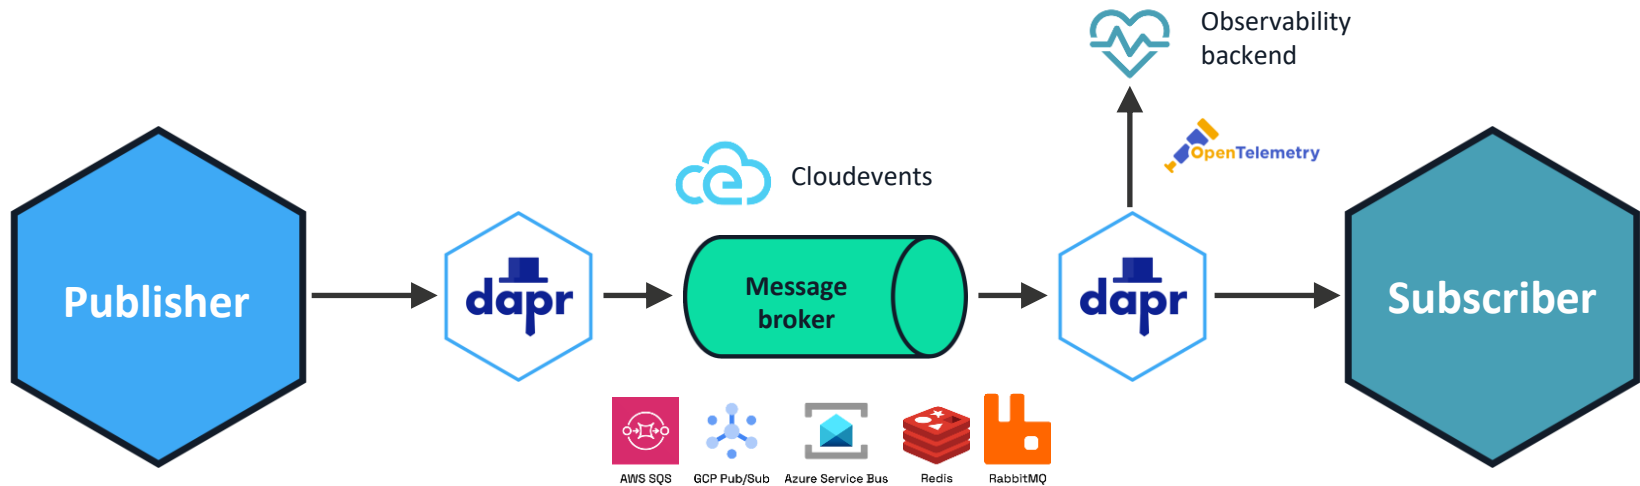 Observability
backend
OpenTelemetry
Cloudevents
Publisher
dapr
Message
broker
dapr
Subscriber
AWS SQS
GCP Pub/Sub
Azure Service Bus
Redis
RabbitMQ